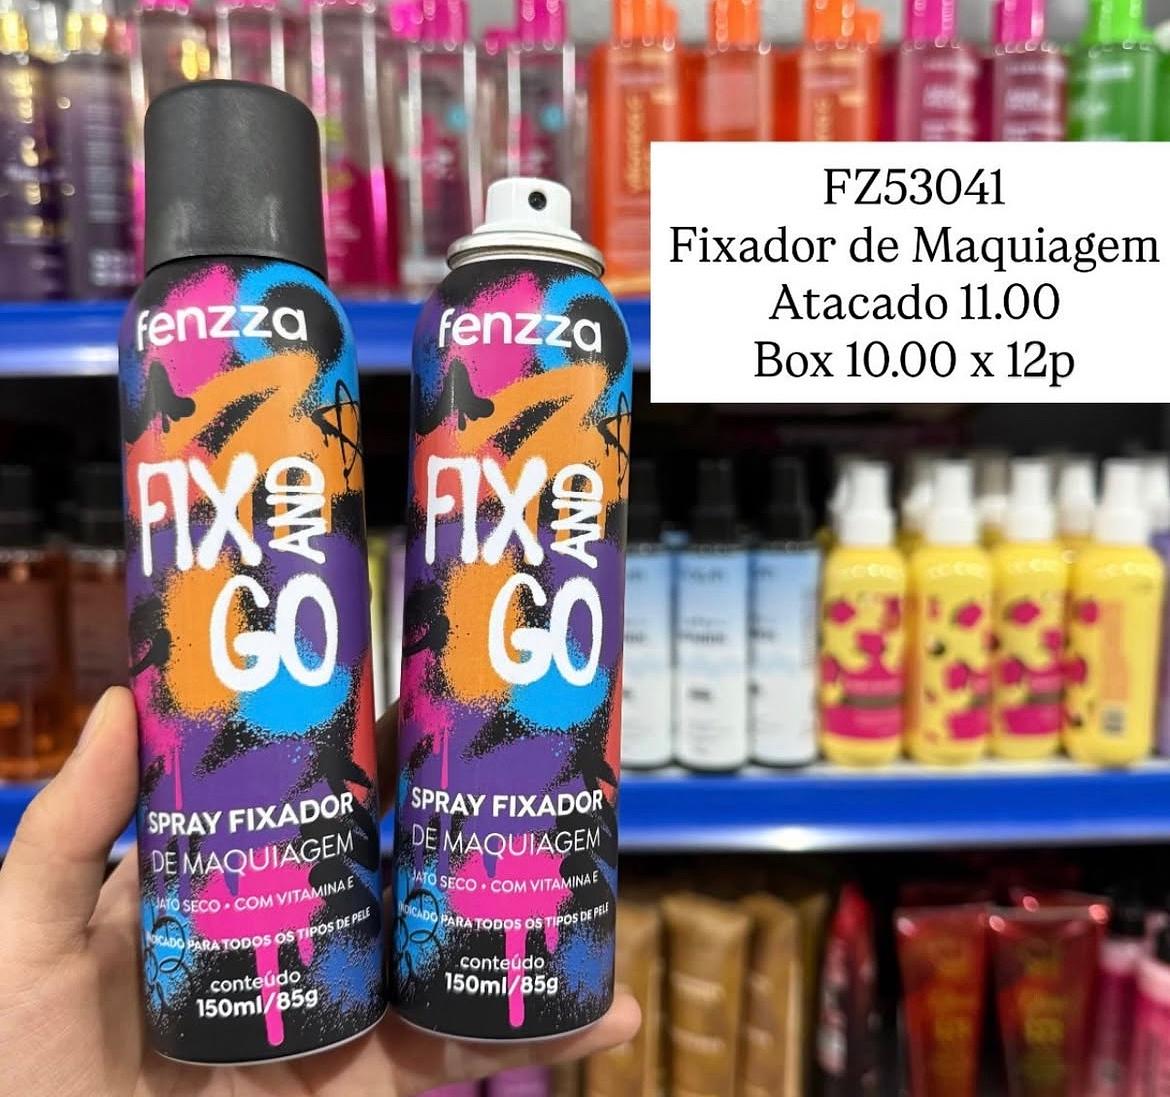 FZ53041
Fixador de Maquiagem
Atacado 11.00
Box 10.00 x 12p
fenzza
FIX AND
GO
SPRAY FIXADOR
DE MAQUIAGEM
JATO SECO • COM VITAMINA E
INDICADO PARA TODOS OS TIPOS DE PELE
conteúdo
150ml/85g
fenzza
FIX AND
GO
SPRAY FIXADOR
DE MAQUIAGEM
JATO SECO • COM VITAMINA E
INDICADO PARA TODOS OS TIPOS DE PELE
conteúdo
150ml/85g